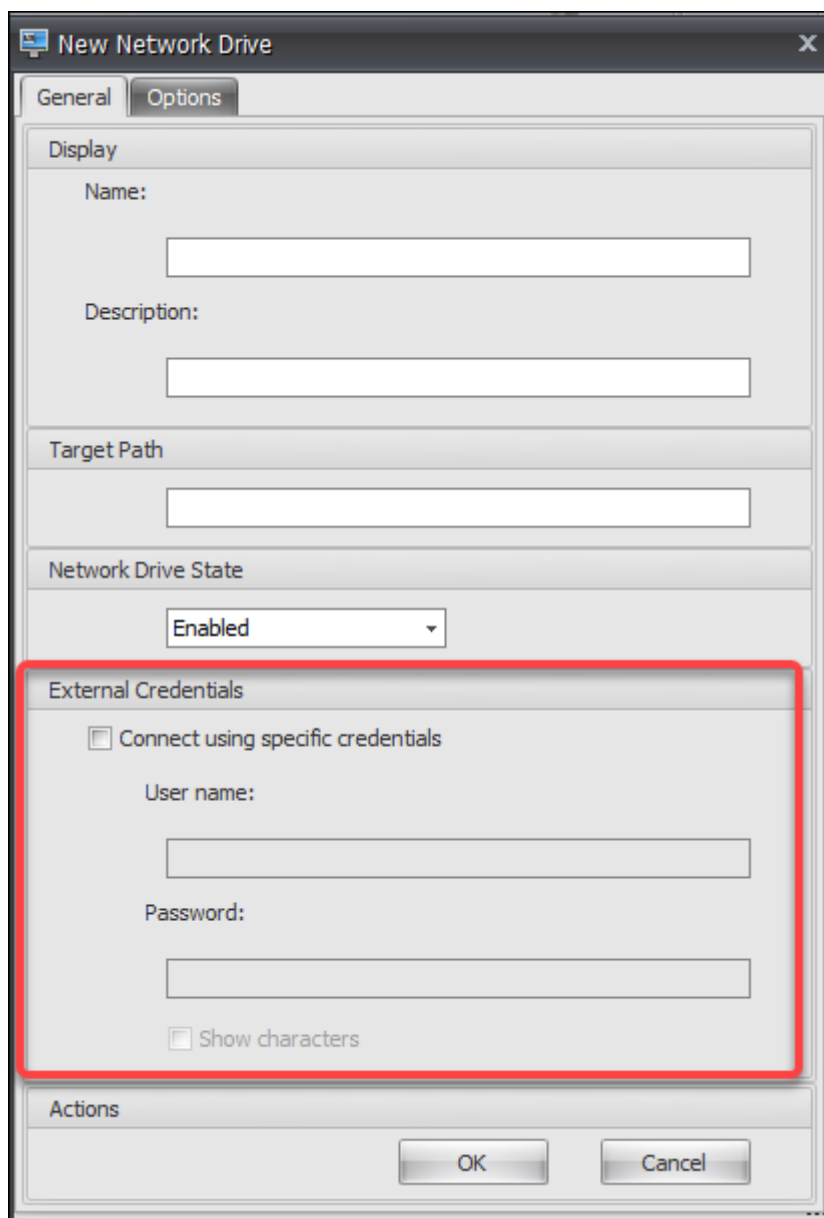 New Network Drive
General Options
Display
Name:
Description:
Target Path
Network Drive State
Enabled
External Credentials
Connect using specific credentials
User name:
Password:
Show characters
Actions
OK Cancel